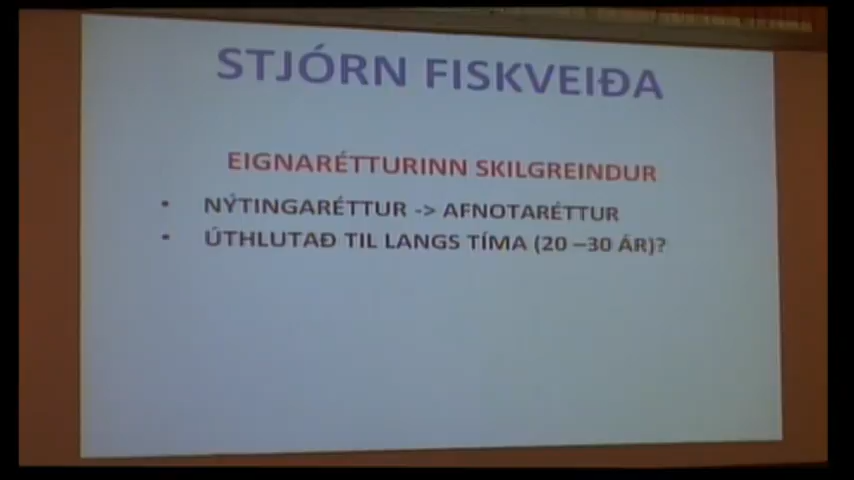 STJÓRN FISKVEIÐA
EIGNARÉTTURINN SKILGREINDUR
• NÝTINGARÉTTUR -> AFNOTARÉTTUR
• ÚTHLUTAÐ TIL LANGS TÍMA (20 –30 ÁR)?